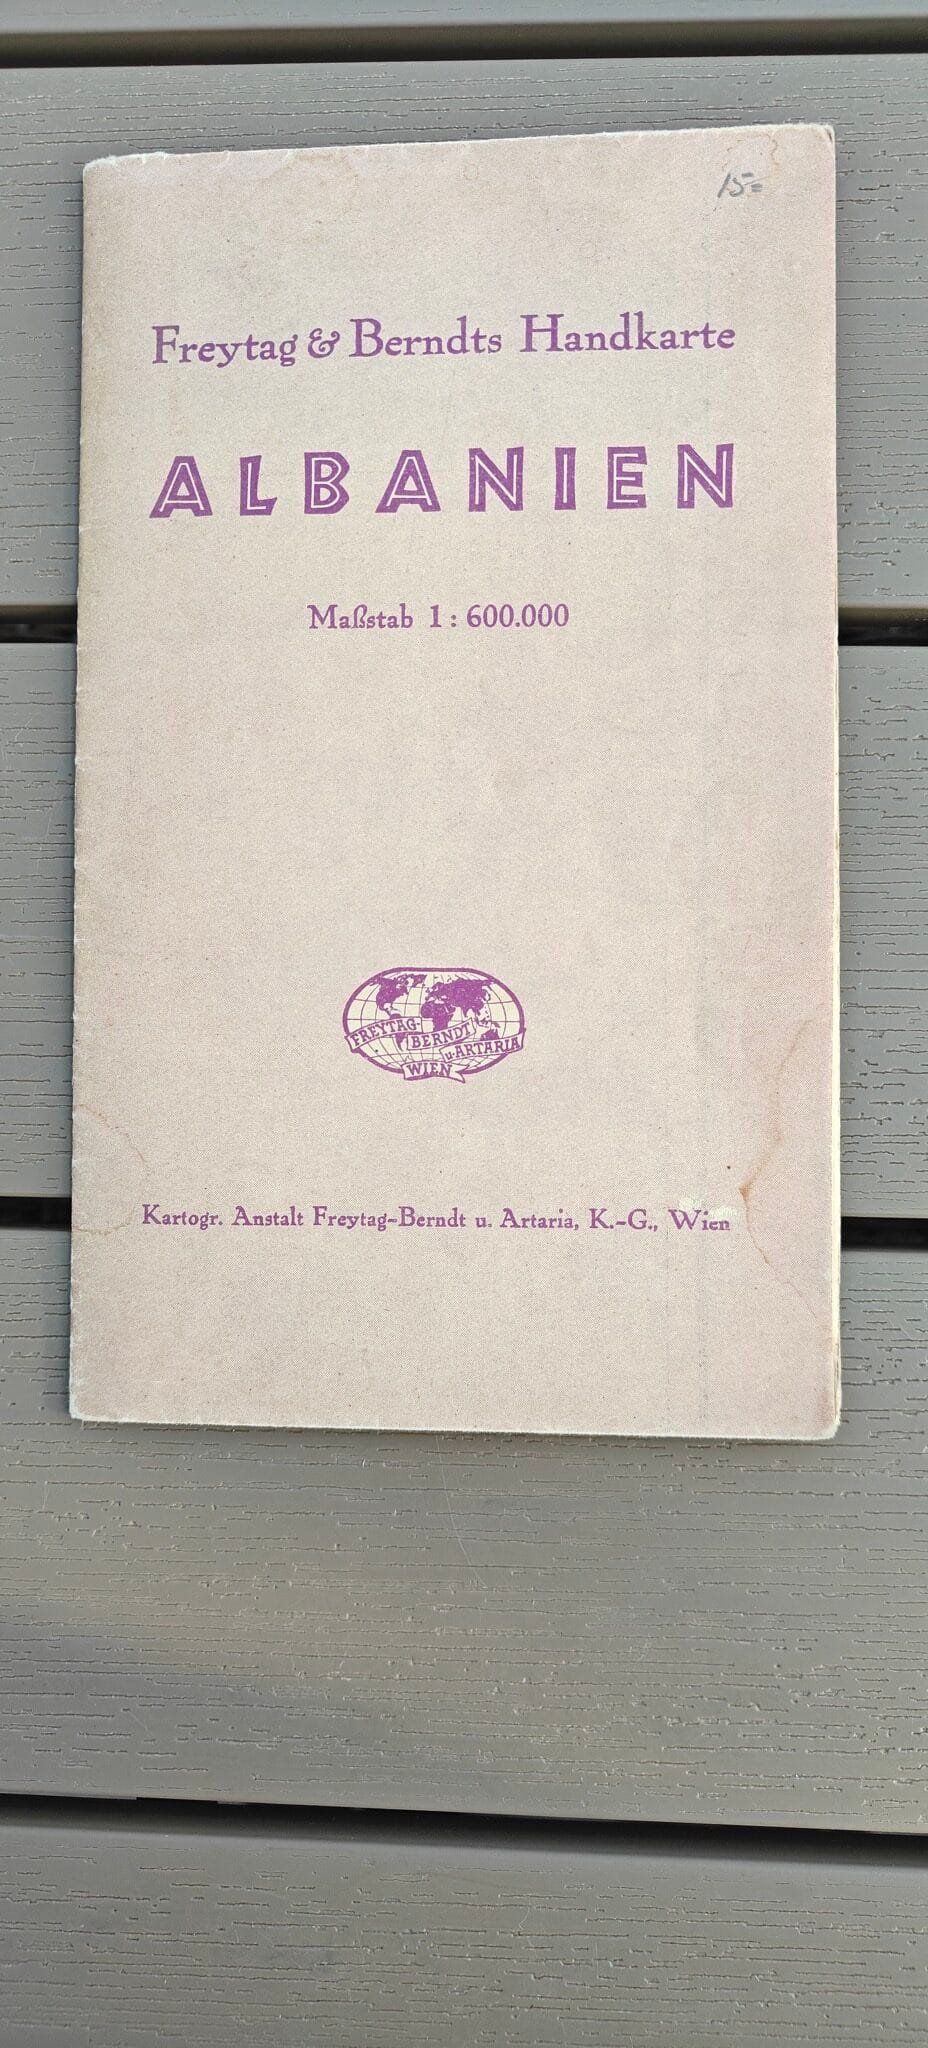 15=
Freytag & Berndts Handkarte
ALBANIEN
Maßstab 1 : 600.000
FREYTAG-
BERNDT
u. ARTARIA
WIEN
Kartogr. Anstalt Freytag-Berndt u. Artaria, K.-G., Wien